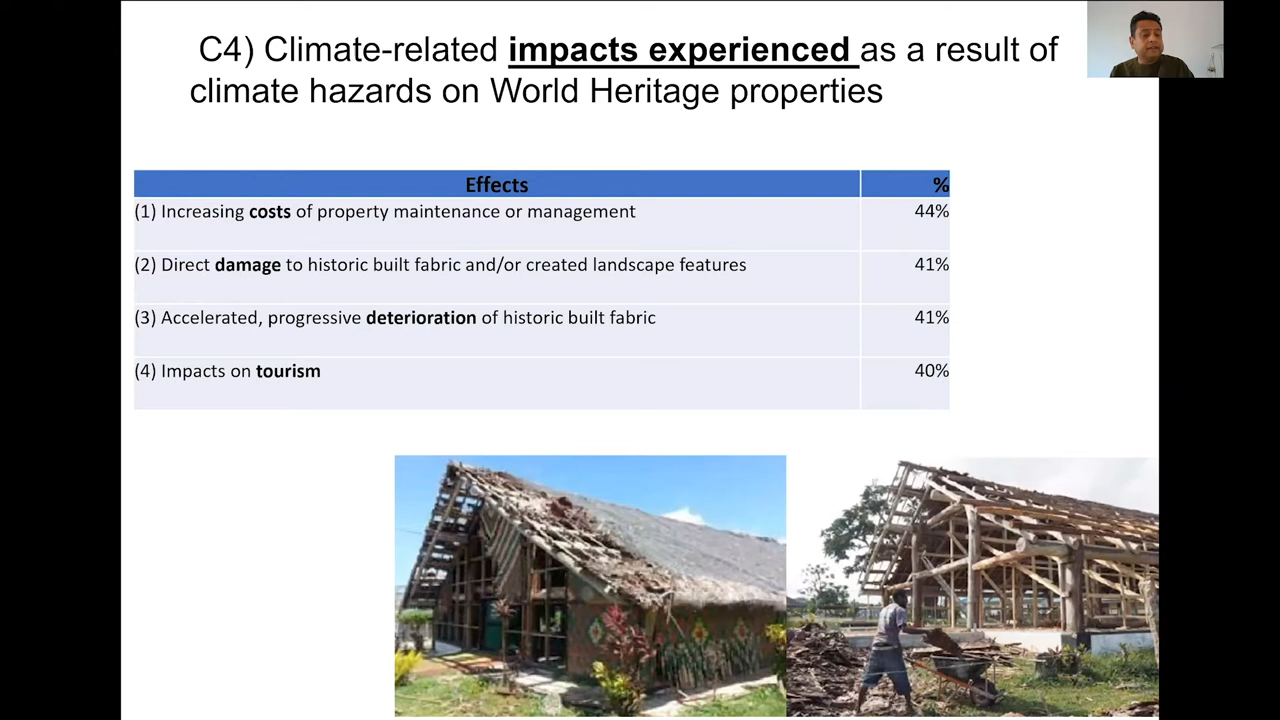 C4) Climate-related impacts experienced as a result of
climate hazards on World Heritage properties
Effects %
(1) Increasing costs of property maintenance or management 44%
(2) Direct damage to historic built fabric and/or created landscape features 41%
(3) Accelerated, progressive deterioration of historic built fabric 41%
(4) Impacts on tourism 40%